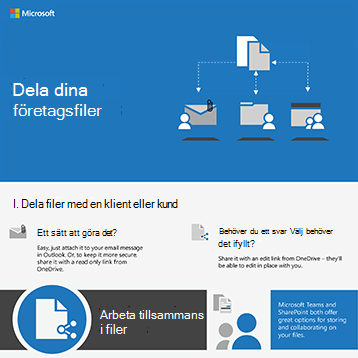 Microsoft
Dela dina
företagsfiler
I. Dela filer med en klient eller kund
Ett sätt att göra det?
Easy, just attach it to your email message
in Outlook. Or, to keep it more secure,
share it with a read only link from
OneDrive.
Behöver du ett svar Välj behöver
det ifyllt?
Share it with an edit link from OneDrive – they'll
be able to edit in place with you.
Arbeta tillsammans
i filer
Microsoft Teams and
SharePoint both offer
great options for storing
and collaborating on
your files.